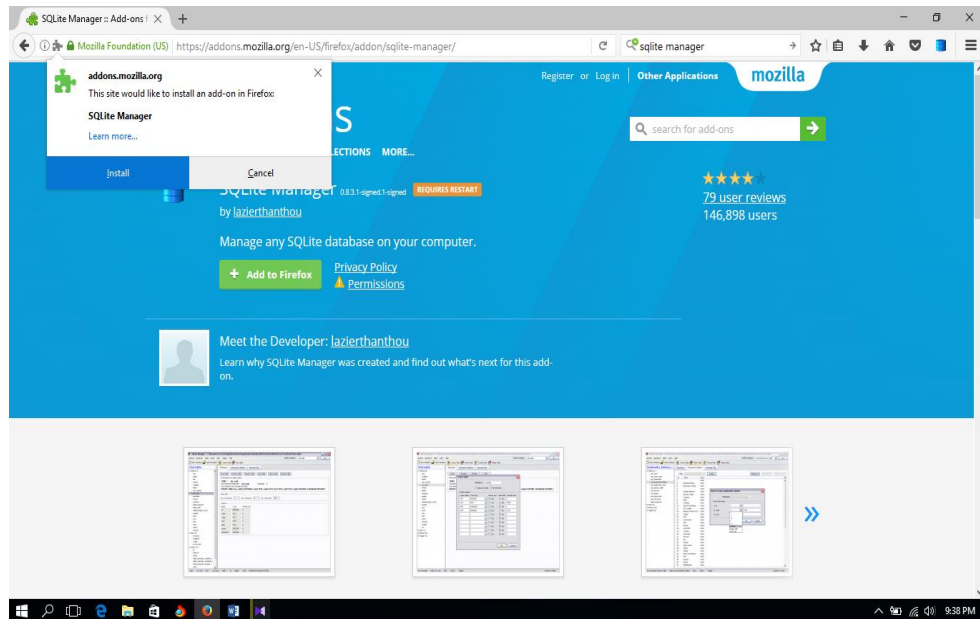 SQLite Manager :: Add-ons f
Mozilla Foundation (US) https://addons.mozilla.org/en-US/firefox/addon/sqlite-manager/
sqlite manager
addons.mozilla.org
This site would like to install an add-on in Firefox:
SQLite Manager
Learn more...
Install
Cancel
Register or Log in
Other Applications
mozilla
S
LECTIONS MORE...
search for add-ons
SQLite Manager 0.8.3.1-signed.1-signed REQUIRES RESTART
by lazierthanthou
79 user reviews
146,898 users
Manage any SQLite database on your computer.
+ Add to Firefox
Privacy Policy
Permissions
Meet the Developer: lazierthanthou
Learn why SQLite Manager was created and find out what's next for this add-
on.
9:38 PM